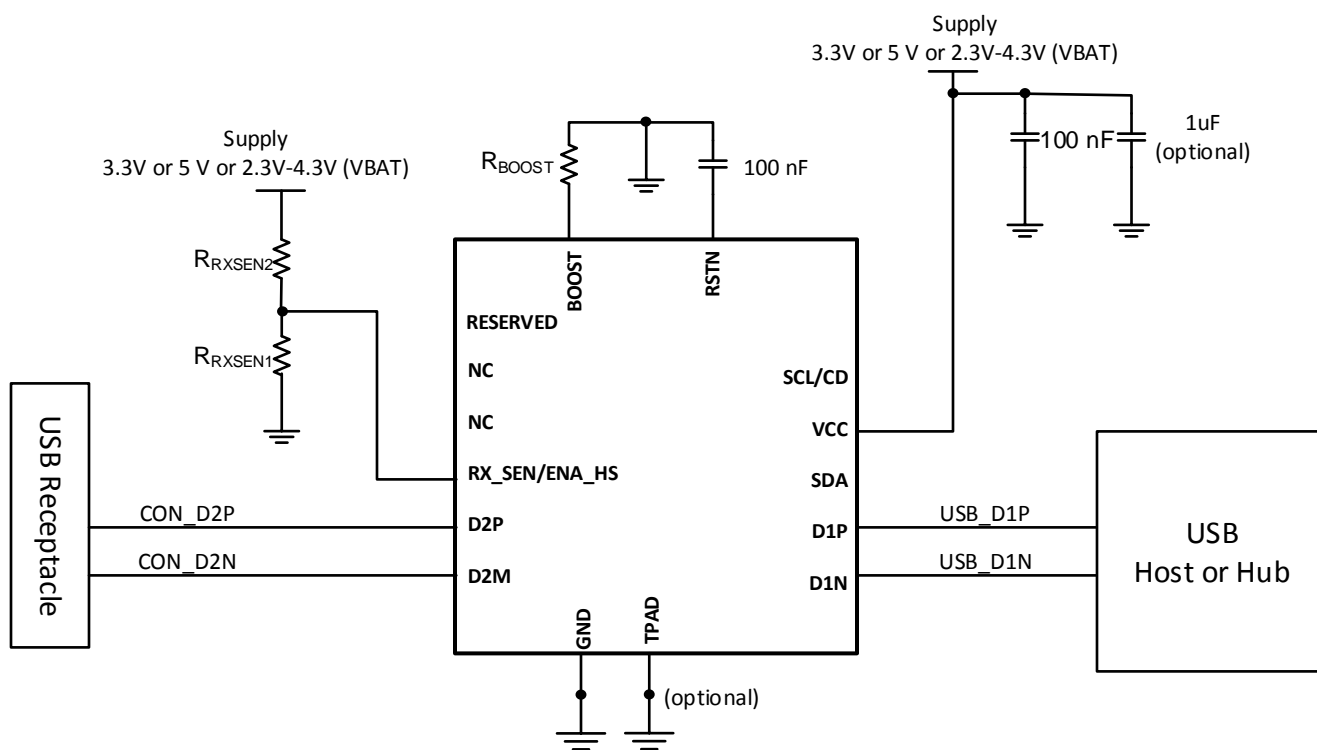 Supply
3.3V or 5 V or 2.3V-4.3V (VBAT)
Supply
3.3V or 5 V or 2.3V-4.3V (VBAT)
RBOOST
100 nF
100 nF
1uF
(optional)
RRXSEN2
RRXSEN1
BOOST
RSTN
RESERVED
NC
NC
RX_SEN/ENA_HS
D2P
D2M
SCL/CD
VCC
SDA
D1P
D1N
GND
TPAD
(optional)
USB Receptacle
CON_D2P
CON_D2N
USB_D1P
USB_D1N
USB
Host or Hub